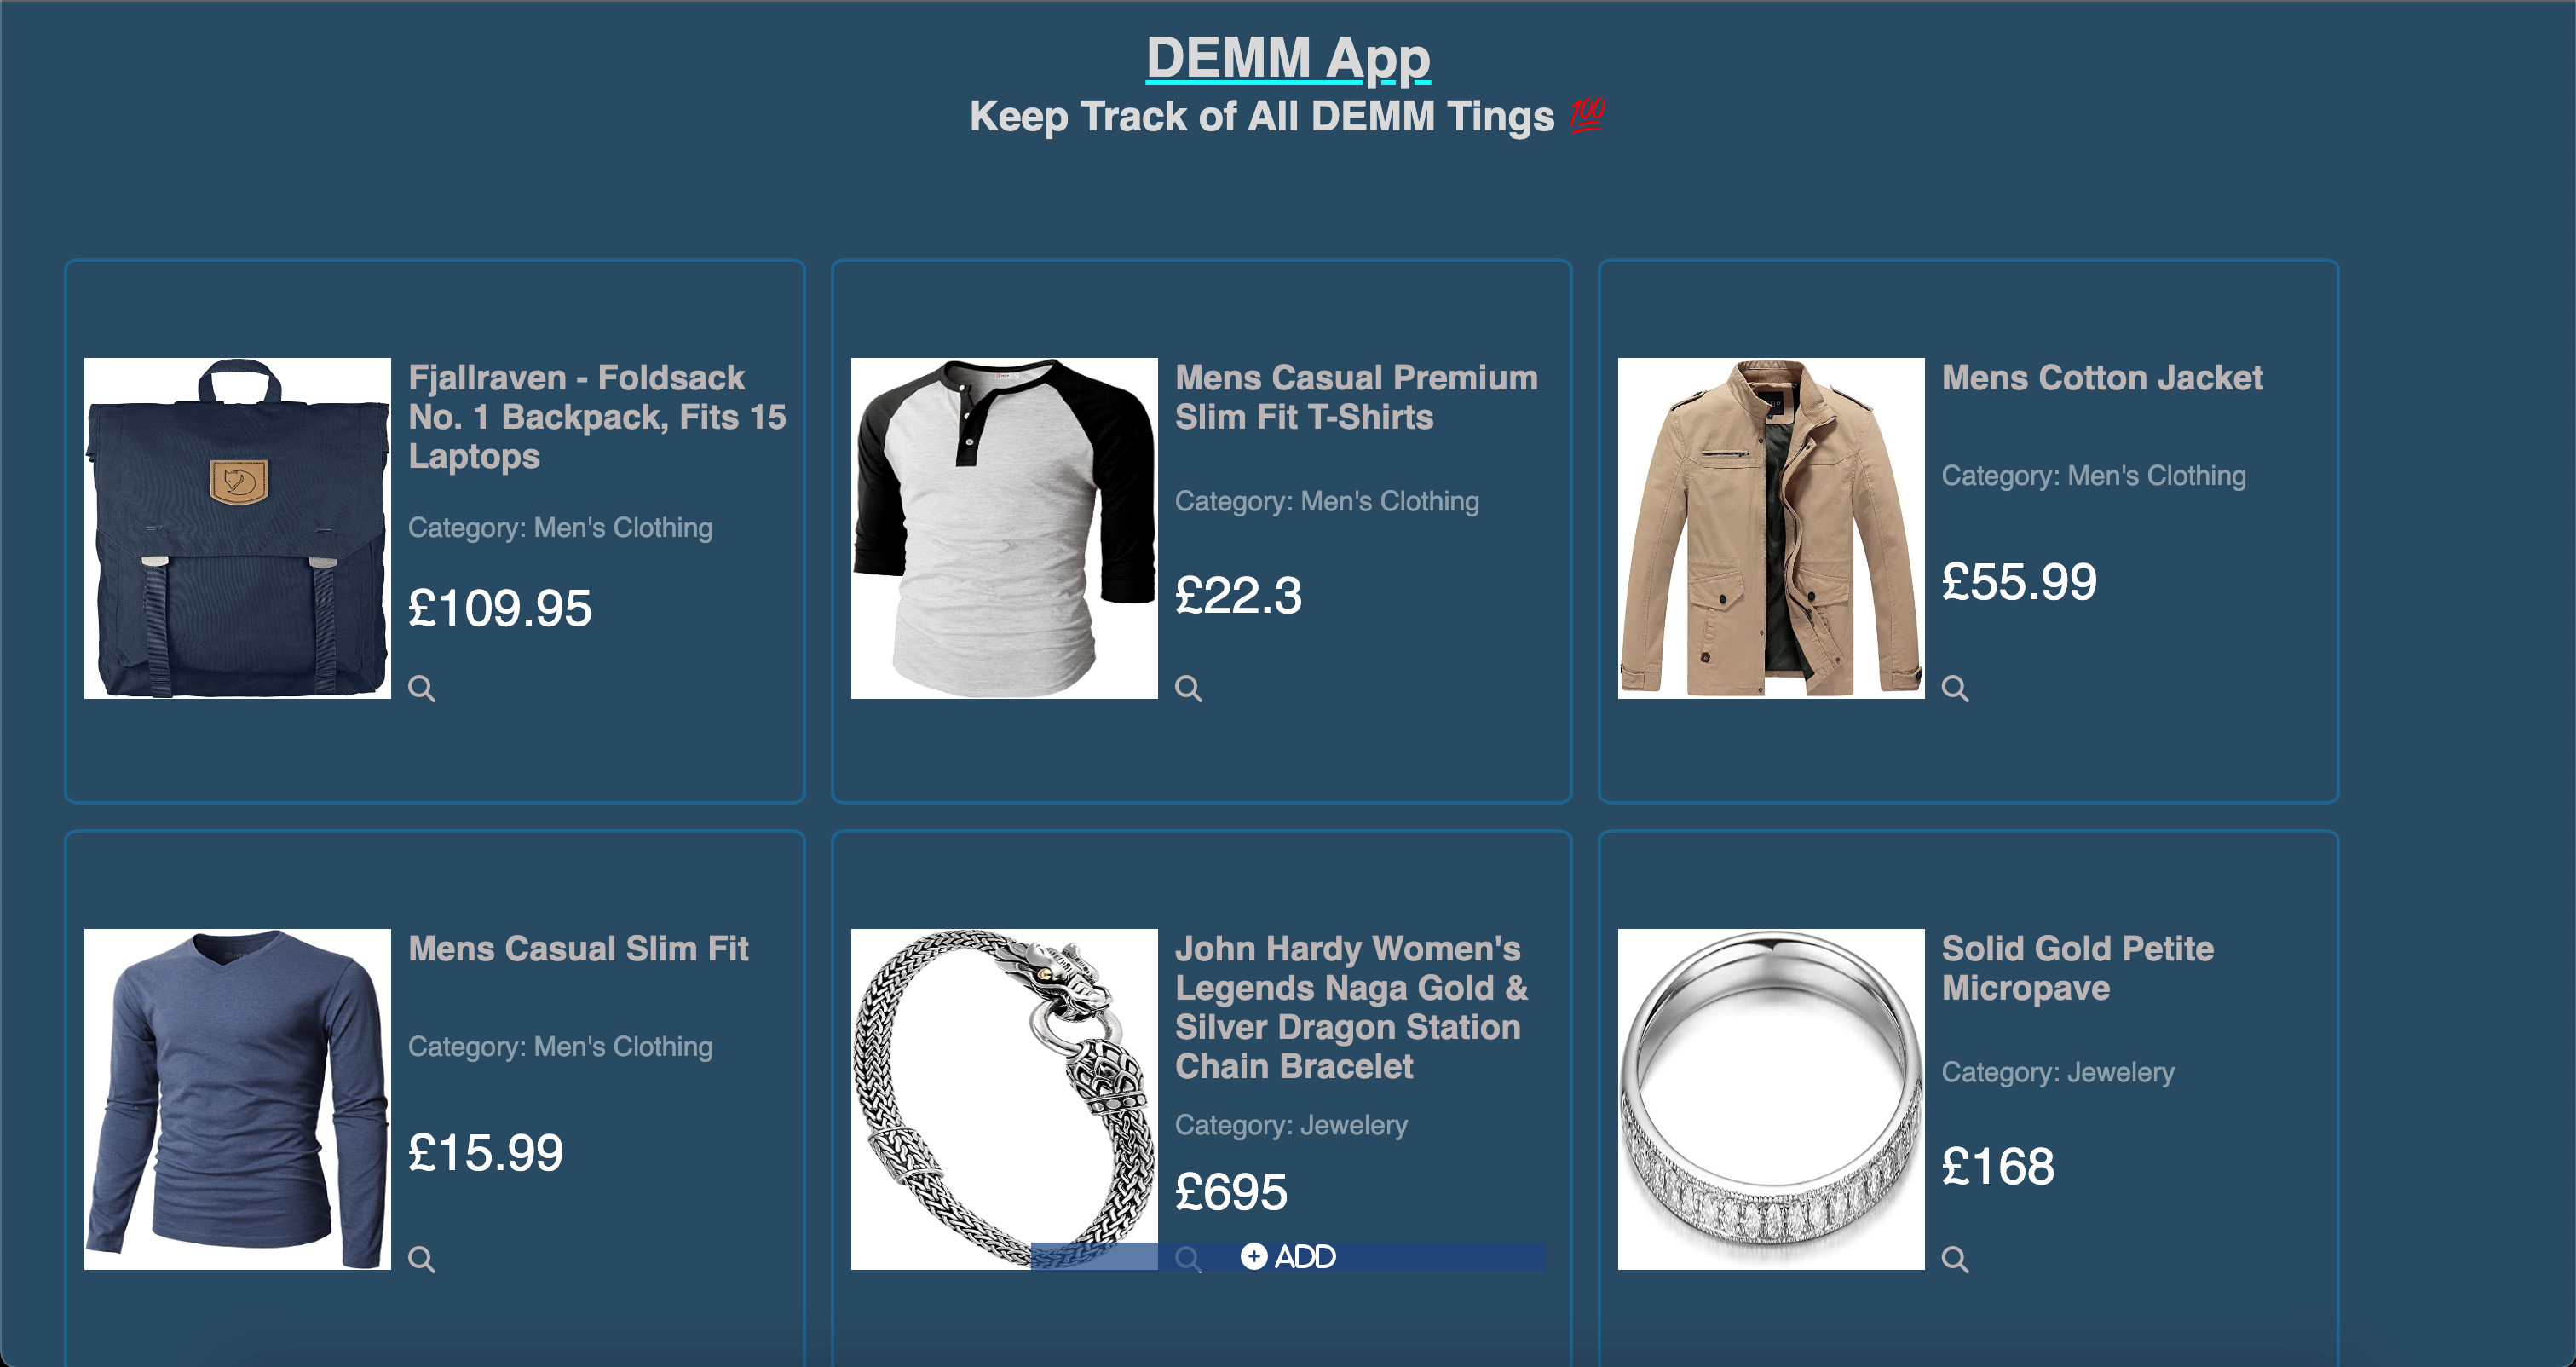 DEMM App
Keep Track of All DEMM Tings 💯
Fjallraven - Foldsack
No. 1 Backpack, Fits 15
Laptops
Category: Men's Clothing
£109.95
Mens Casual Premium
Slim Fit T-Shirts
Category: Men's Clothing
£22.3
Mens Cotton Jacket
Category: Men's Clothing
£55.99
Mens Casual Slim Fit
Category: Men's Clothing
£15.99
John Hardy Women's
Legends Naga Gold &
Silver Dragon Station
Chain Bracelet
Category: Jewelery
£695
Solid Gold Petite
Micropave
Category: Jewelery
£168
ADD